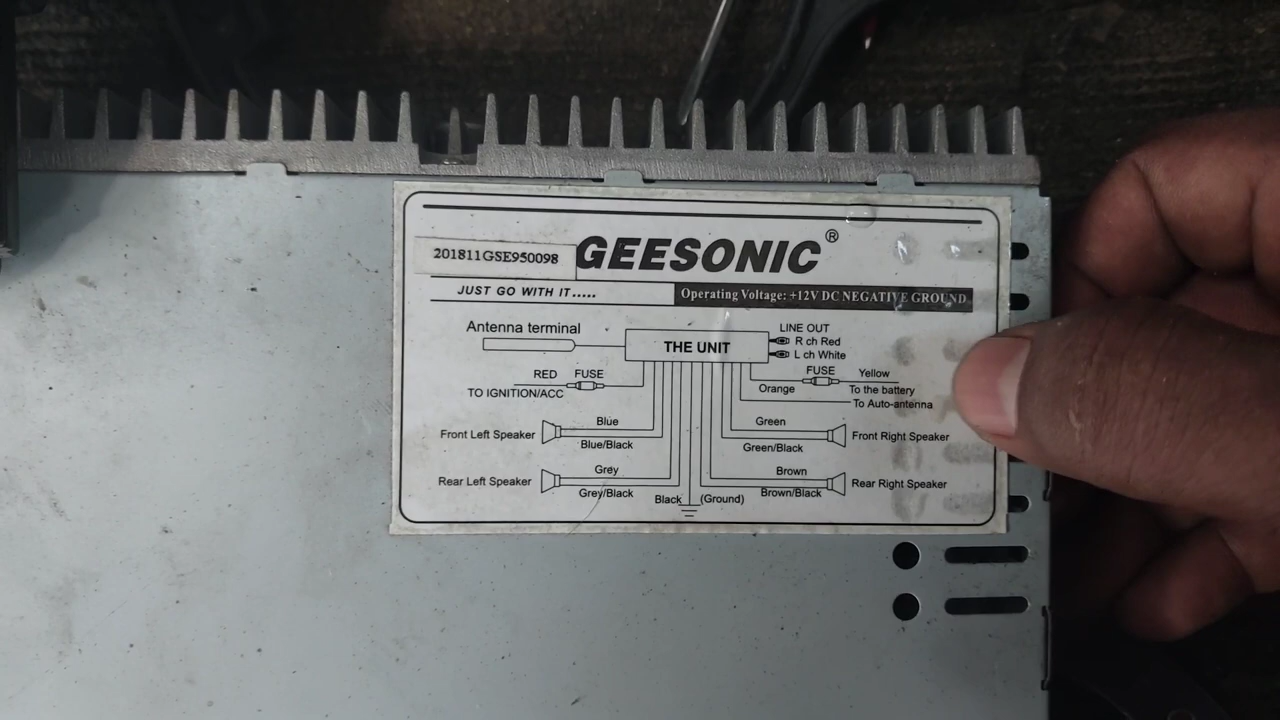 GEESONIC®
201811GSE950098
JUST GO WITH IT.....
Operating Voltage: +12V DC NEGATIVE GROUND
Antenna terminal
THE UNIT
LINE OUT
R ch Red
L ch White
RED FUSE
TO IGNITION/ACC
FUSE Yellow
Orange To the battery
To Auto-antenna
Blue
Front Left Speaker
Blue/Black
Green
Front Right Speaker
Green/Black
Grey
Rear Left Speaker
Grey/Black
Brown
Rear Right Speaker
Brown/Black
Black (Ground)